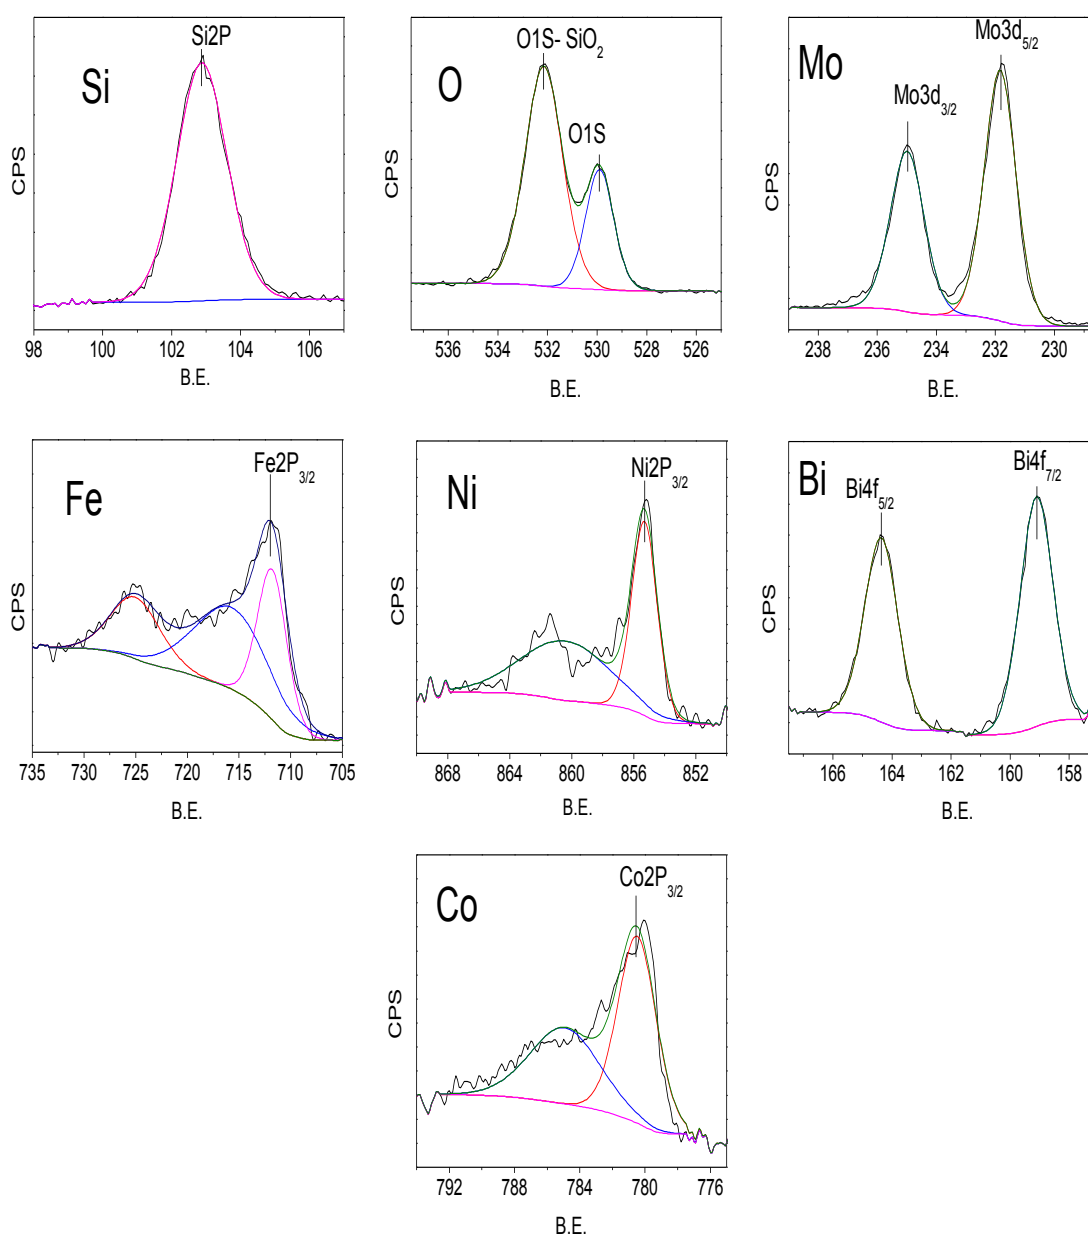 Si2P
Si
CPS
98 100 102 104 106
B.E.
O1S- SiO2
O
O1S
CPS
536 534 532 530 528 526
B.E.
Mo3d5/2
Mo
Mo3d3/2
CPS
238 236 234 232 230
B.E.
Fe2P3/2
Fe
CPS
735 730 725 720 715 710 705
B.E.
Ni2P3/2
Ni
CPS
868 864 860 856 852
B.E.
Bi4f7/2
Bi
Bi4f5/2
CPS
166 164 162 160 158
B.E.
Co2P3/2
Co
CPS
792 788 784 780 776
B.E.